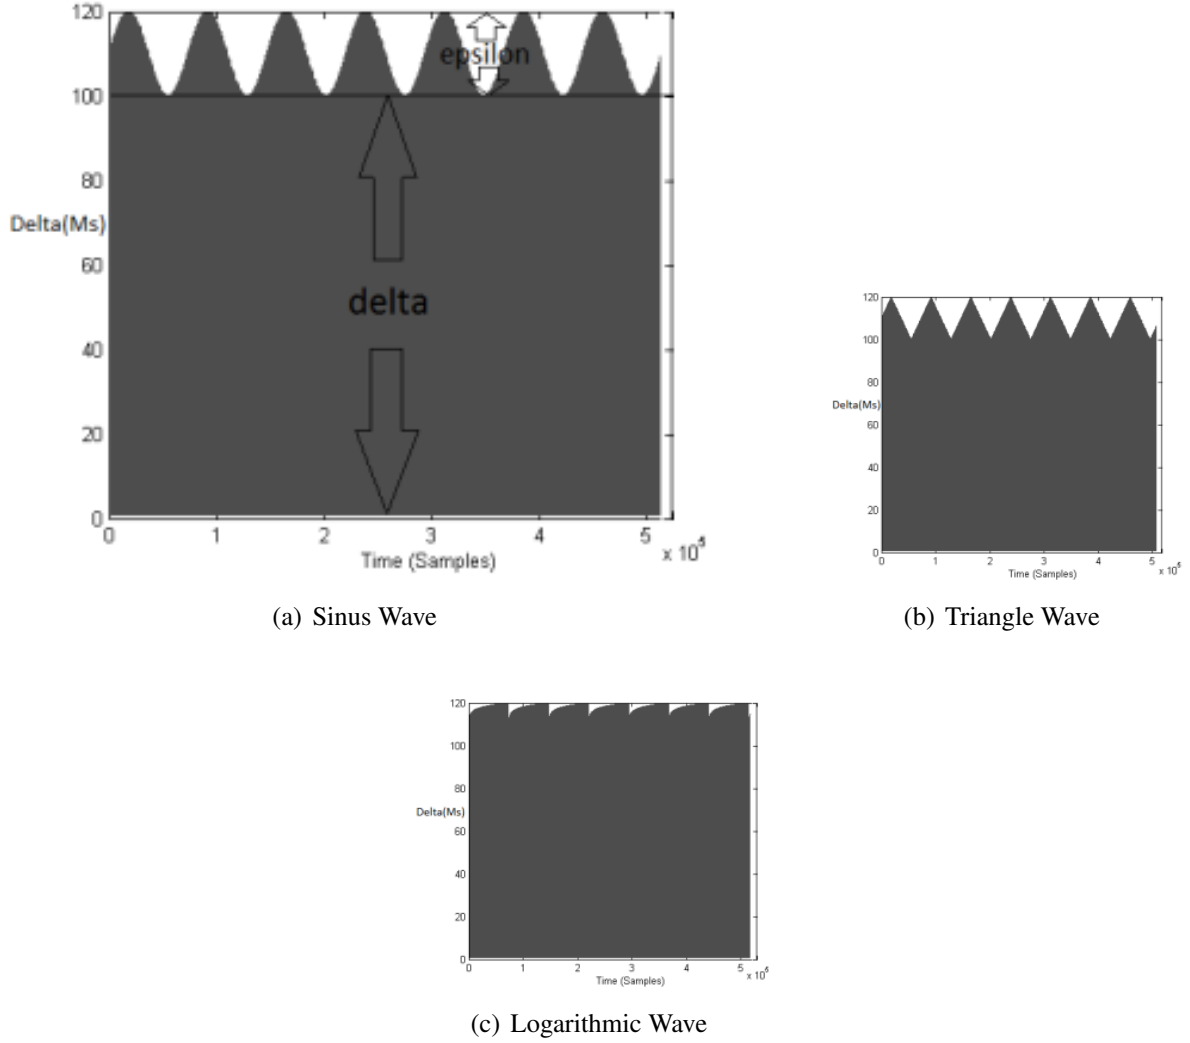 120
100
80
60
40
20
0
Delta(Ms)
epsilon
delta
0 1 2 3 4 5
x 10^5
Time (Samples)
(a) Sinus Wave
120
100
80
60
40
20
0
Delta(Ms)
0 1 2 3 4 5
x 10^5
Time (Samples)
(b) Triangle Wave
120
100
80
60
40
20
0
Delta(Ms)
0 1 2 3 4 5
x 10^5
Time (Samples)
(c) Logarithmic Wave